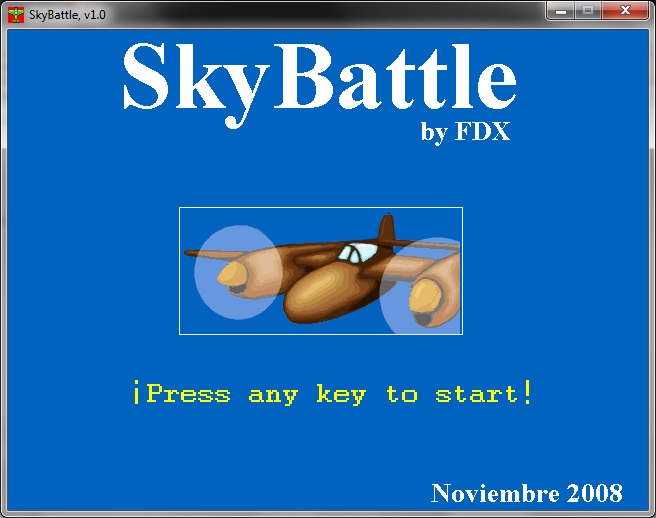 SkyBattle, v1.0
SkyBattle
by FDX
¡Press any key to start!
Noviembre 2008